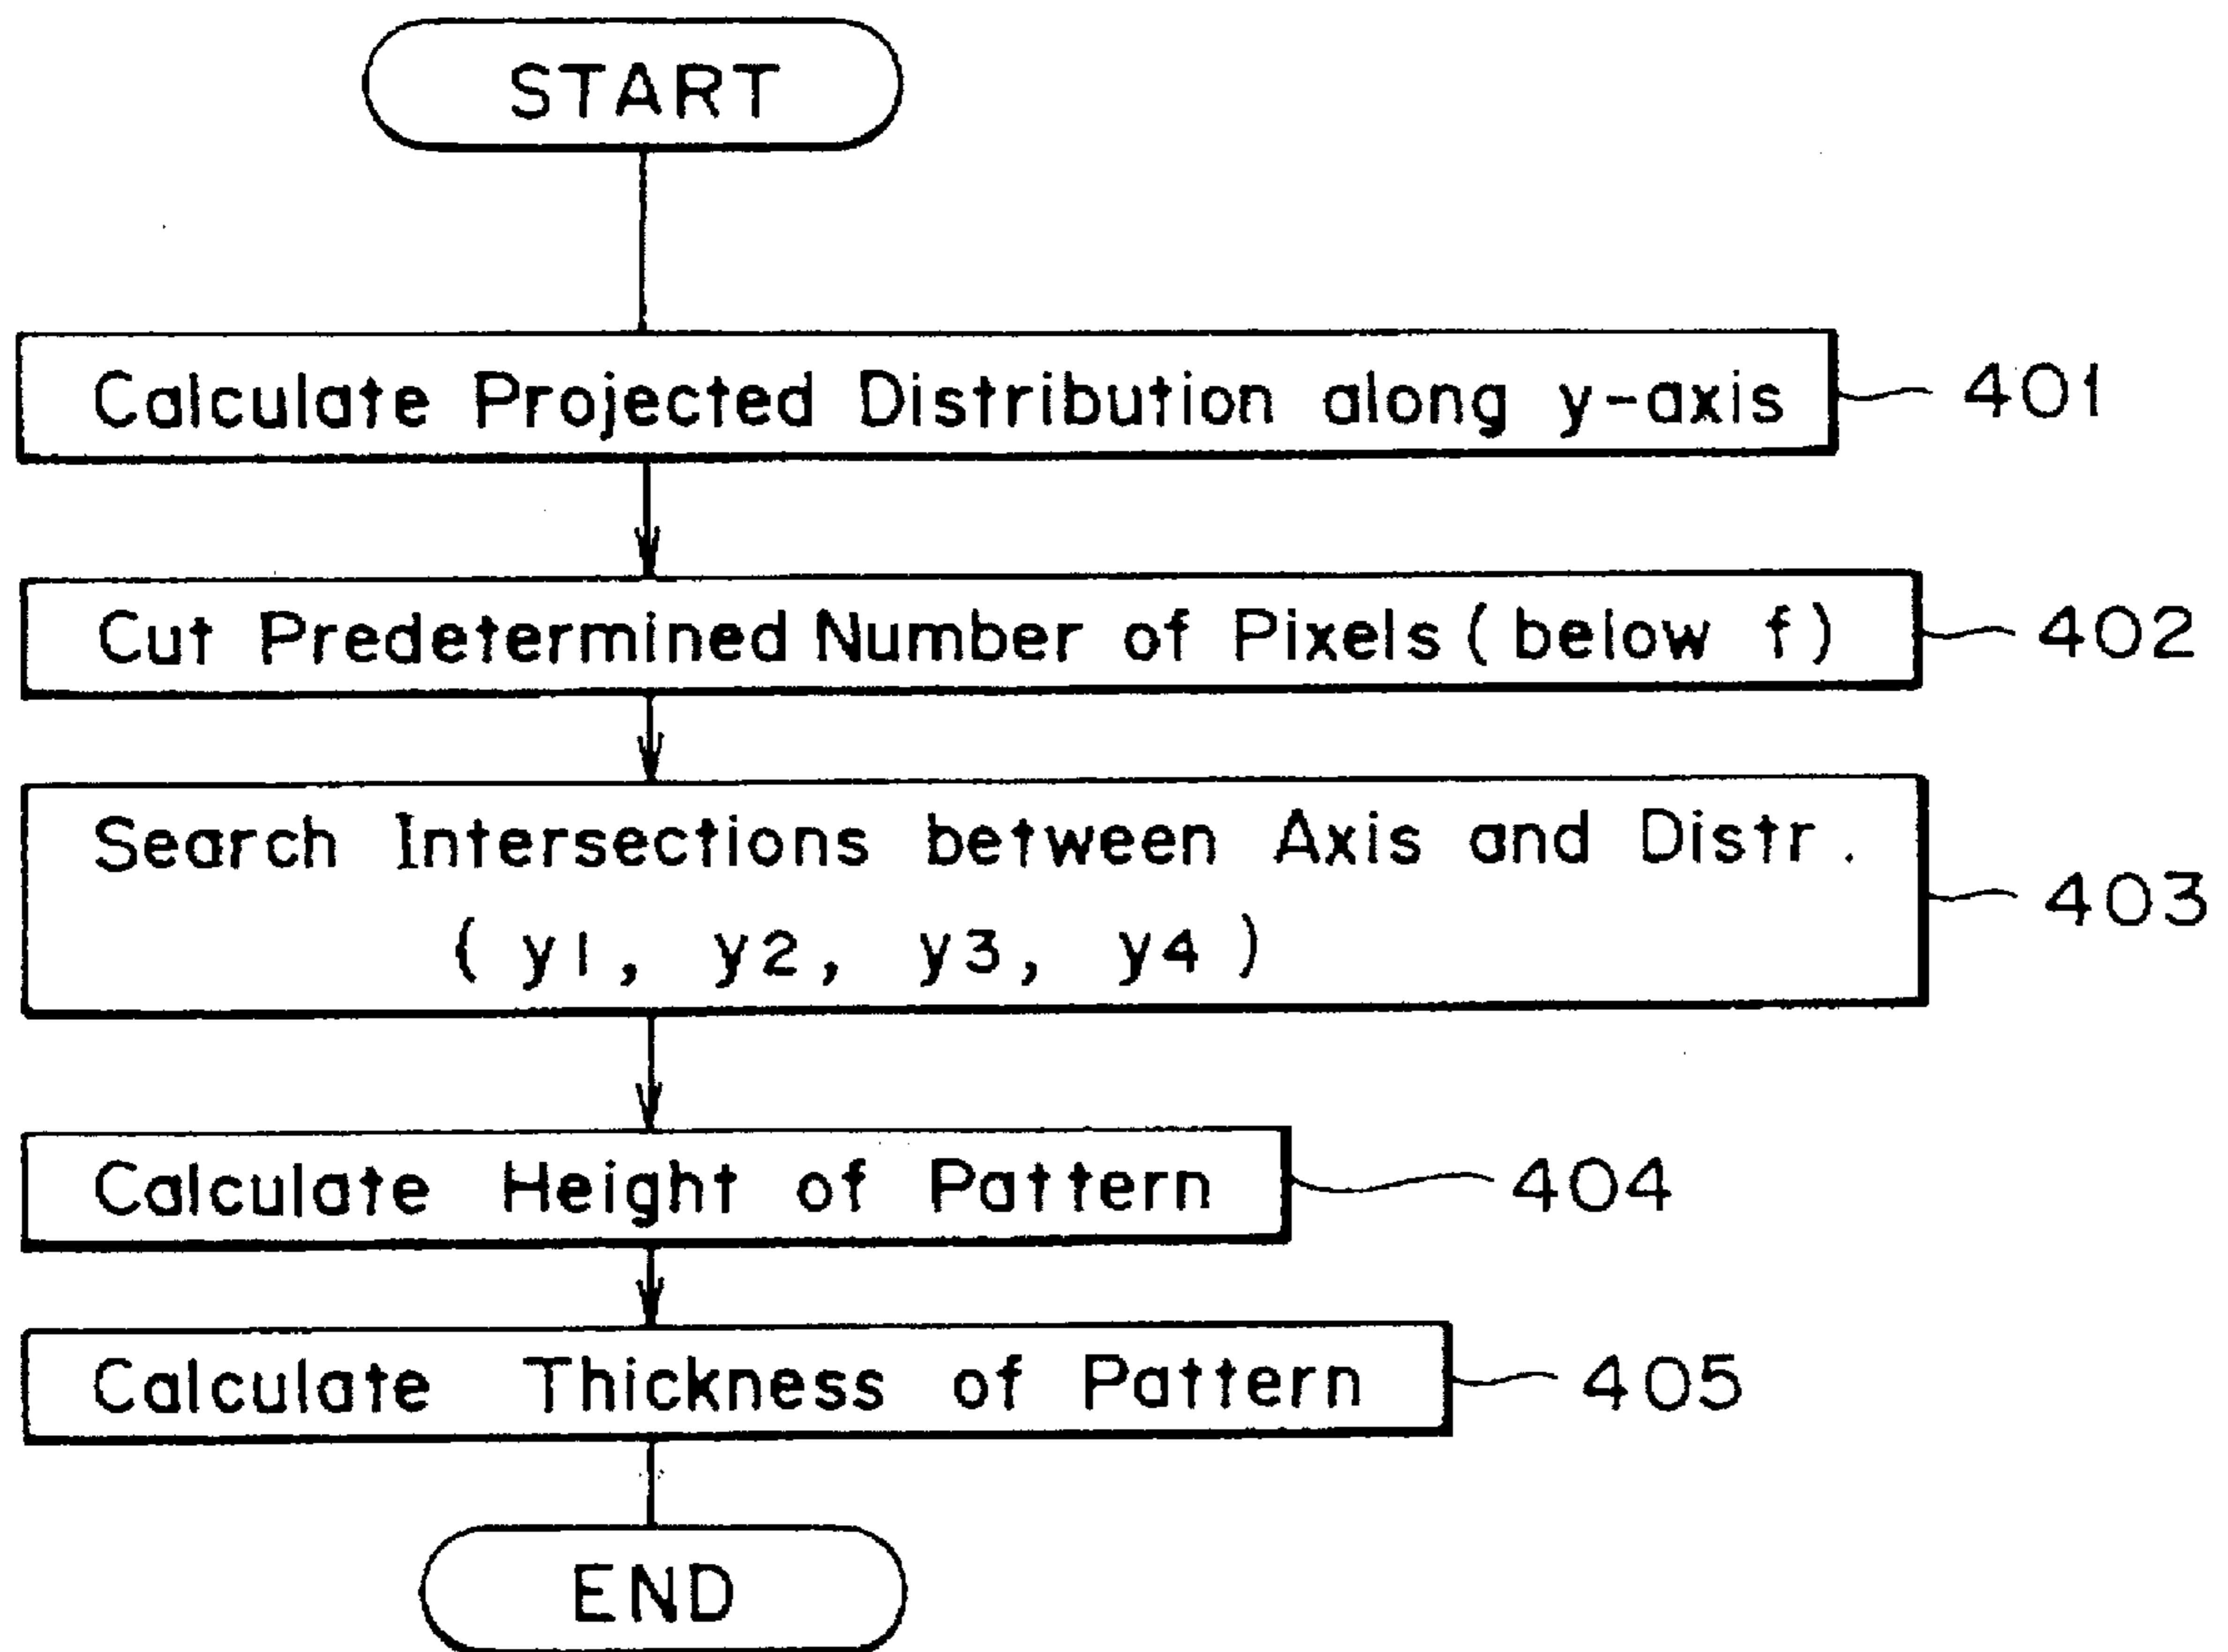 START
Calculate Projected Distribution along y-axis
401
Cut Predetermined Number of Pixels (below f)
402
Search Intersections between Axis and Distr.
(y1, y2, y3, y4)
403
Calculate Height of Pattern
404
Calculate Thickness of Pattern
405
END